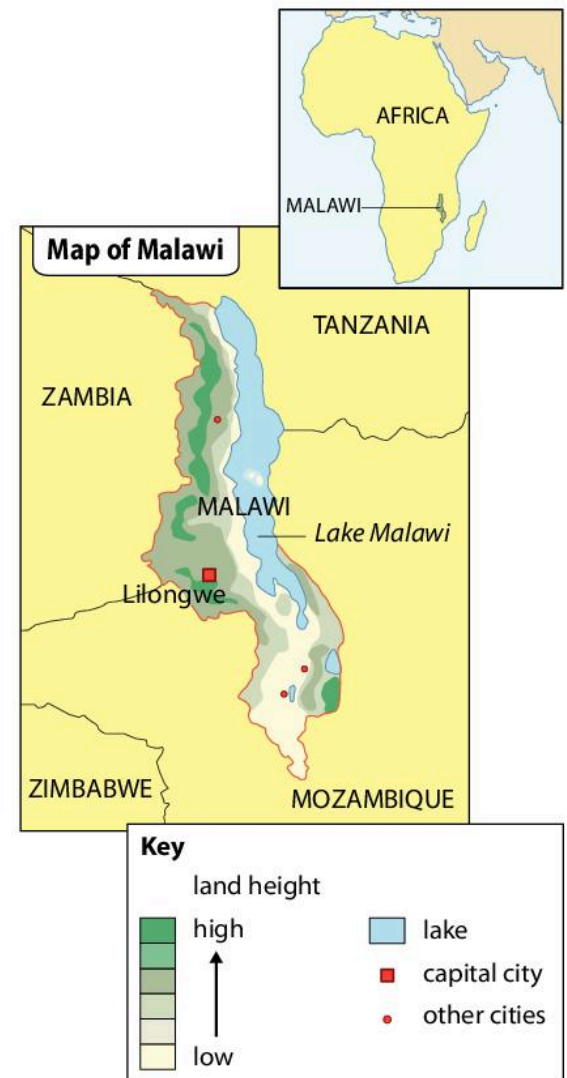 AFRICA
MALAWI
Map of Malawi
TANZANIA
ZAMBIA
MALAWI
Lake Malawi
Lilongwe
ZIMBABWE
MOZAMBIQUE
Key
land height
high
low
lake
capital city
other cities